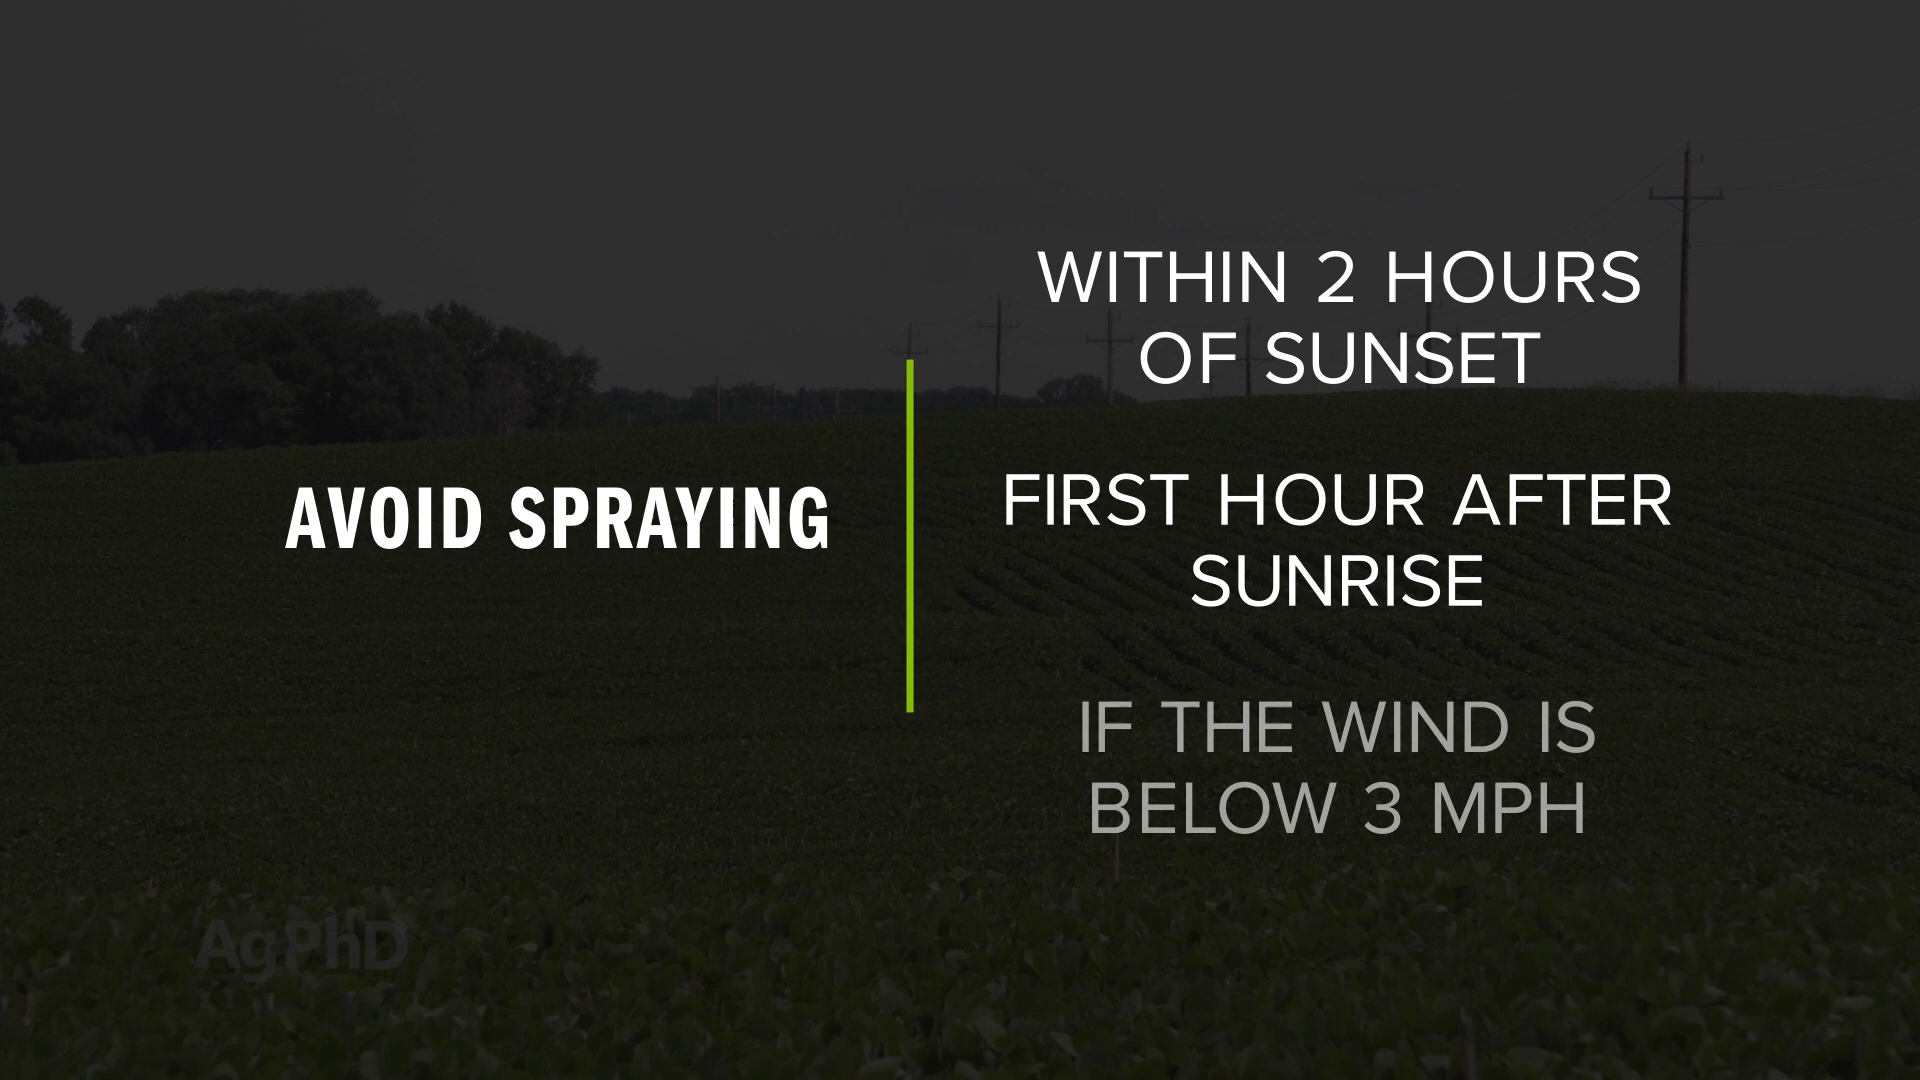 AVOID SPRAYING
WITHIN 2 HOURS
OF SUNSET
FIRST HOUR AFTER
SUNRISE
IF THE WIND IS
BELOW 3 MPH
Ag PhD